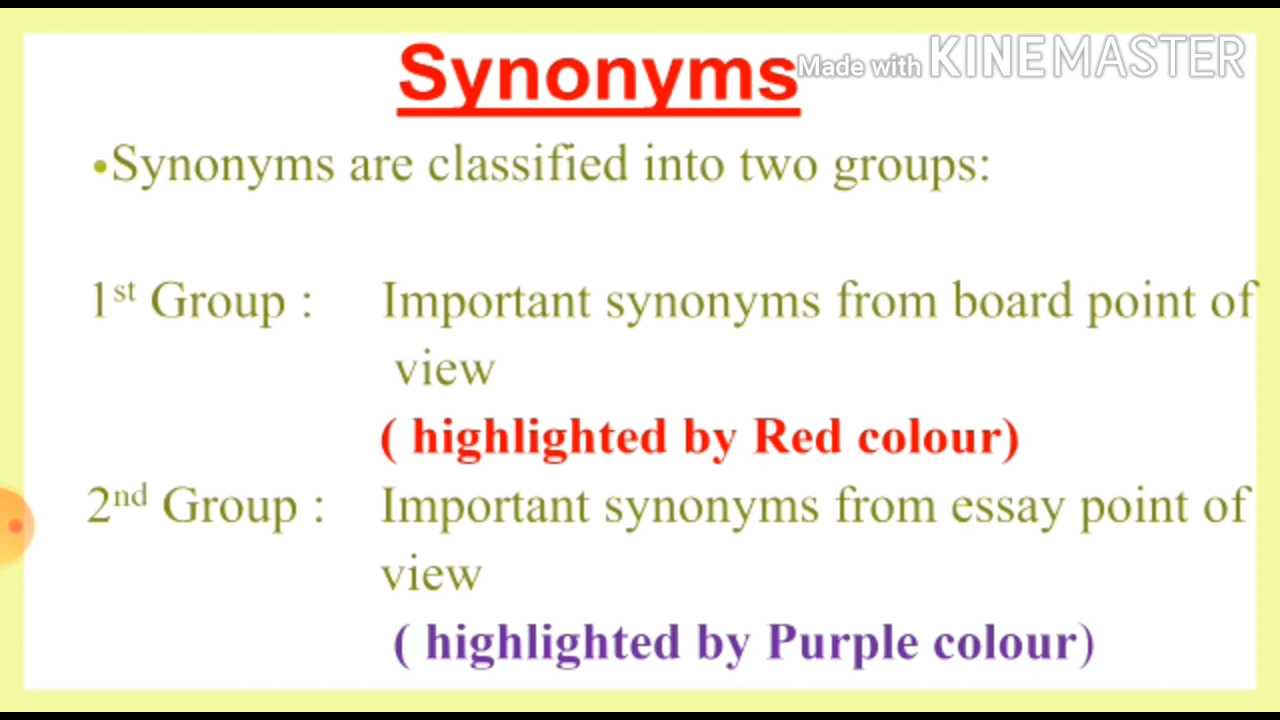 Synonyms
Made with KINEMASTER
•Synonyms are classified into two groups:
1st Group : Important synonyms from board point of
view
( highlighted by Red colour)
2nd Group : Important synonyms from essay point of
view
( highlighted by Purple colour)